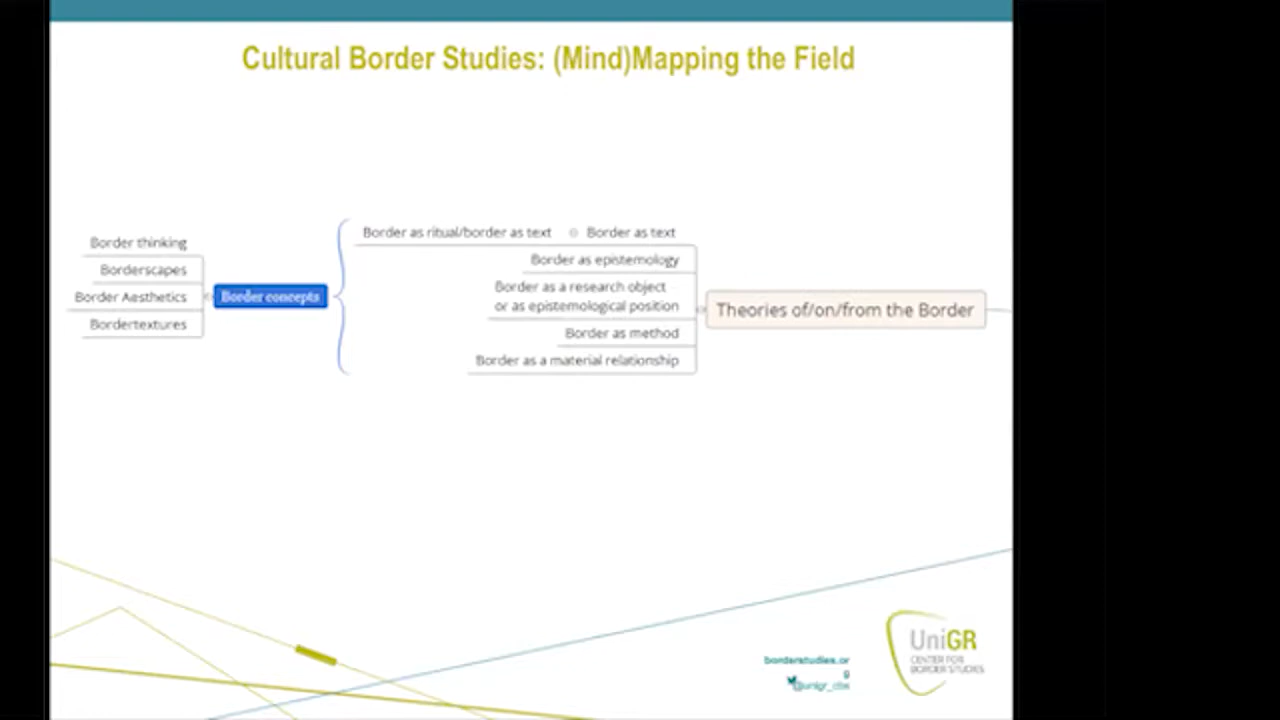 Cultural Border Studies: (Mind)Mapping the Field
Border as ritual/border as text
Border as text
Border thinking
Border as epistemology
Borderscapes
Border as a research object
or as epistemological position
Border Aesthetics
Border concepts
Theories of/on/from the Border
Bordertextures
Border as method
Border as a material relationship
UniGR
CENTER FOR
BORDER STUDIES
borderstudies.or
g
@unigr_cbs